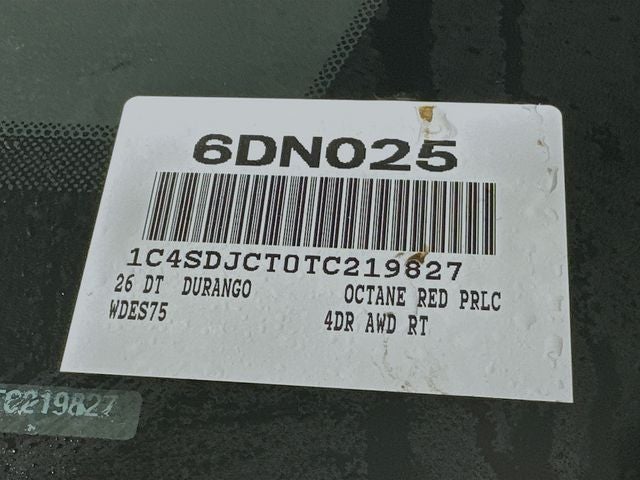 6DN025
1C4SDJCT0TC219827
26 DT DURANGO OCTANE RED PRLC
WDES75 4DR AWD RT
TC219827